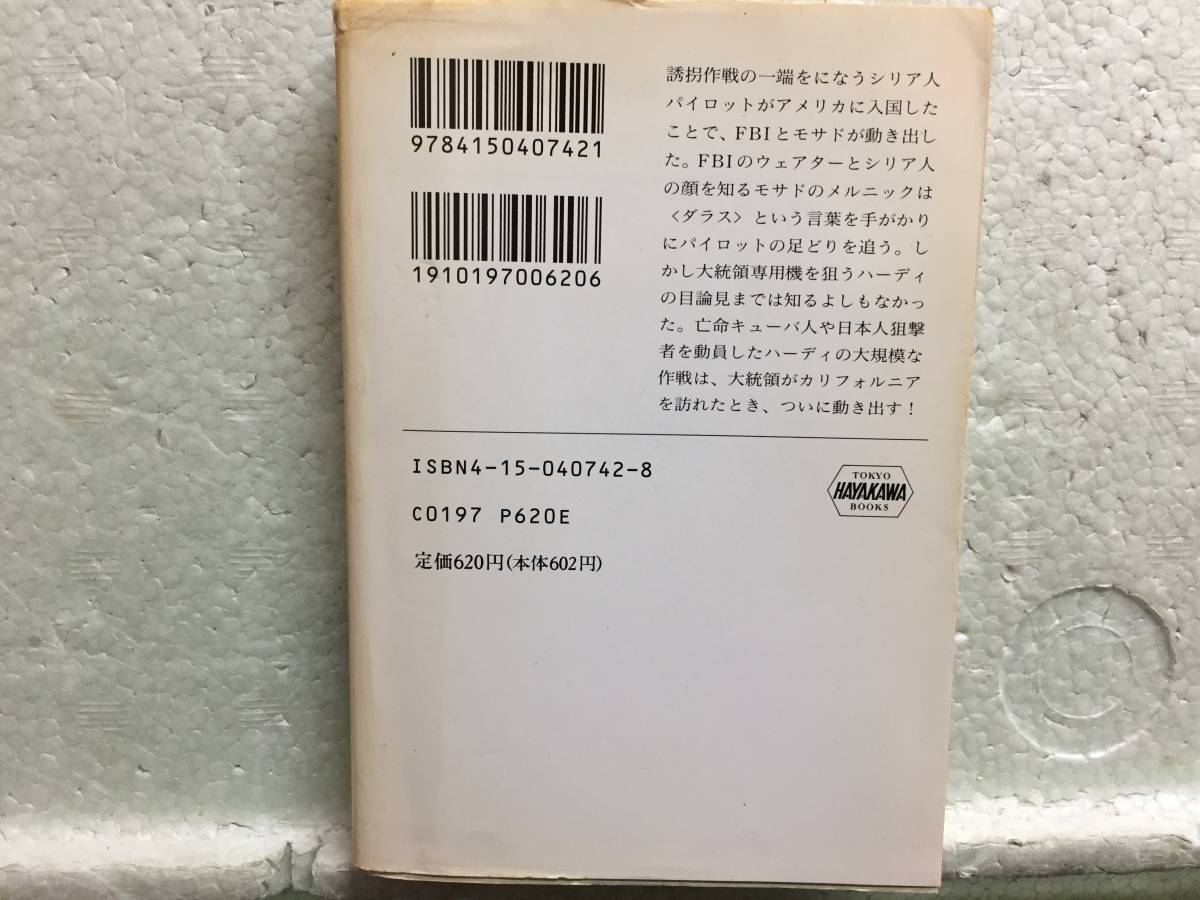 9784150407421
1910197006206
誘拐作戦の一端をになうシリア人
パイロットがアメリカに入国した
ことで、FBIとモサドが動き出し
た。FBIのウェアターとシリア人
の顔を知るモサドのメルニックは
〈ダラス〉という言葉を手がかり
にパイロットの足どりを追う。し
かし大統領専用機を狙うハーディ
の目論見までは知るよしもなかっ
た。亡命キューバ人や日本人狙撃
者を動員したハーディの大規模な
作戦は、大統領がカリフォルニア
を訪れたとき、ついに動き出す!
ISBN4-15-040742-8
C0197 P620E
定価620円(本体602円)
TOKYO
HAYAKAWA
BOOKS